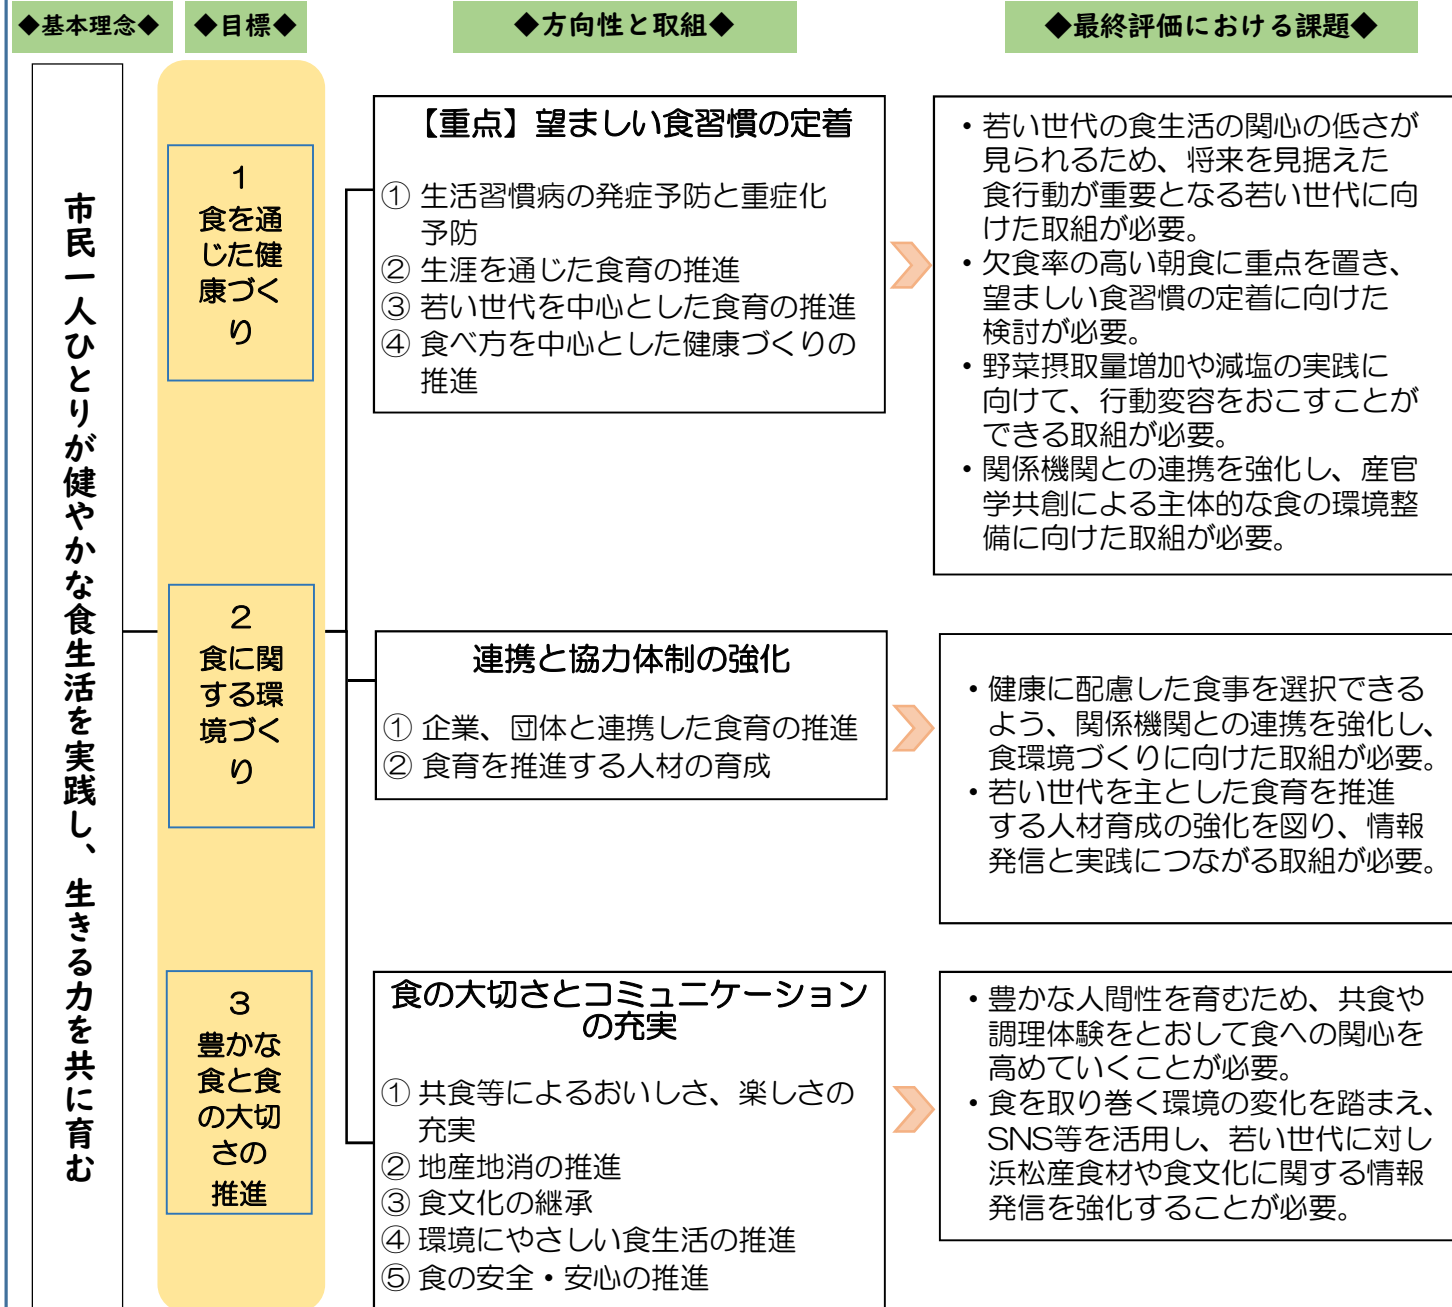 ◆基本理念◆
◆目標◆
◆方向性と取組◆
◆最終評価における課題◆
市民一人ひとりが健やかな食生活を実践し、生きる力を共に育む
1
食を通
じた健
康づく
り
【重点】望ましい食習慣の定着
① 生活習慣病の発症予防と重症化
予防
② 生涯を通じた食育の推進
③ 若い世代を中心とした食育の推進
④ 食べ方を中心とした健康づくりの
推進
・若い世代の食生活の関心の低さが
見られるため、将来を見据えた
食行動が重要となる若い世代に向
けた取組が必要。
・欠食率の高い朝食に重点を置き、
望ましい食習慣の定着に向けた
検討が必要。
・野菜摂取量増加や減塩の実践に
向けて、行動変容をおこすことが
できる取組が必要。
・関係機関との連携を強化し、産官
学共創による主体的な食の環境整
備に向けた取組が必要。
2
食に関
する環
境づく
り
連携と協力体制の強化
① 企業、団体と連携した食育の推進
② 食育を推進する人材の育成
・健康に配慮した食事を選択できる
よう、関係機関との連携を強化し、
食環境づくりに向けた取組が必要。
・若い世代を主とした食育を推進
する人材育成の強化を図り、情報
発信と実践につながる取組が必要。
3
豊かな
食と食
の大切
さの
推進
食の大切さとコミュニケーション
の充実
① 共食等によるおいしさ、楽しさの
充実
② 地産地消の推進
③ 食文化の継承
④ 環境にやさしい食生活の推進
⑤ 食の安全・安心の推進
・豊かな人間性を育むため、共食や
調理体験をとおして食への関心を
高めていくことが必要。
・食を取り巻く環境の変化を踏まえ、
SNS等を活用し、若い世代に対し
浜松産食材や食文化に関する情報
発信を強化することが必要。